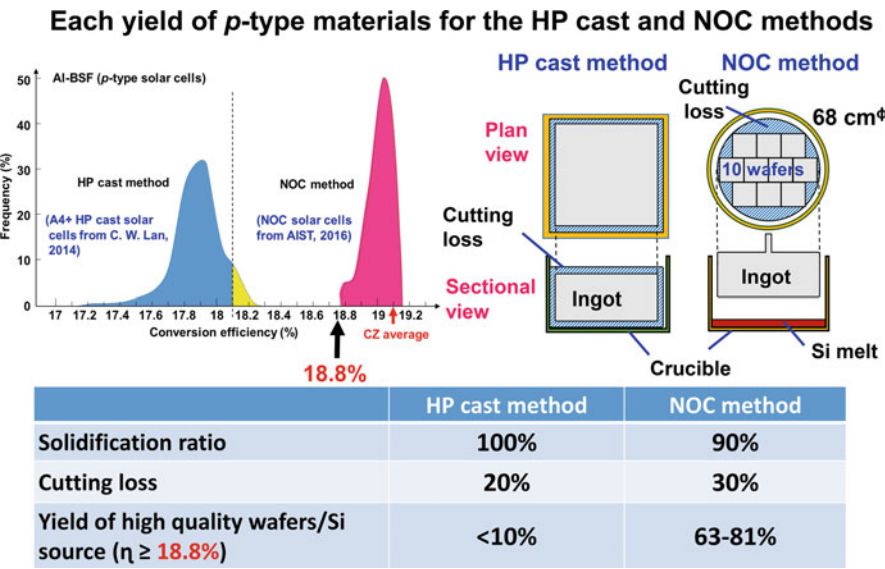 Each yield of p-type materials for the HP cast and NOC methods
Al-BSF (p-type solar cells)
Frequency (%)
50
40
30
20
10
0
HP cast method
(A4+ HP cast solar
cells from C. W. Lan,
2014)
NOC method
(NOC solar cells
from AIST, 2016)
17 17.2 17.4 17.6 17.8 18 18.2 18.4 18.6 18.8 19.0 19.2
Conversion efficiency (%)
CZ average
18.8%
HP cast method
NOC method
Plan
view
Cutting
loss
68 cmΦ
10 wafers
Cutting
loss
Sectional
view
Ingot
Ingot
Crucible
Si melt
HP cast method NOC method
Solidification ratio 100% 90%
Cutting loss 20% 30%
Yield of high quality wafers/Si
source (η ≥ 18.8%) <10% 63-81%